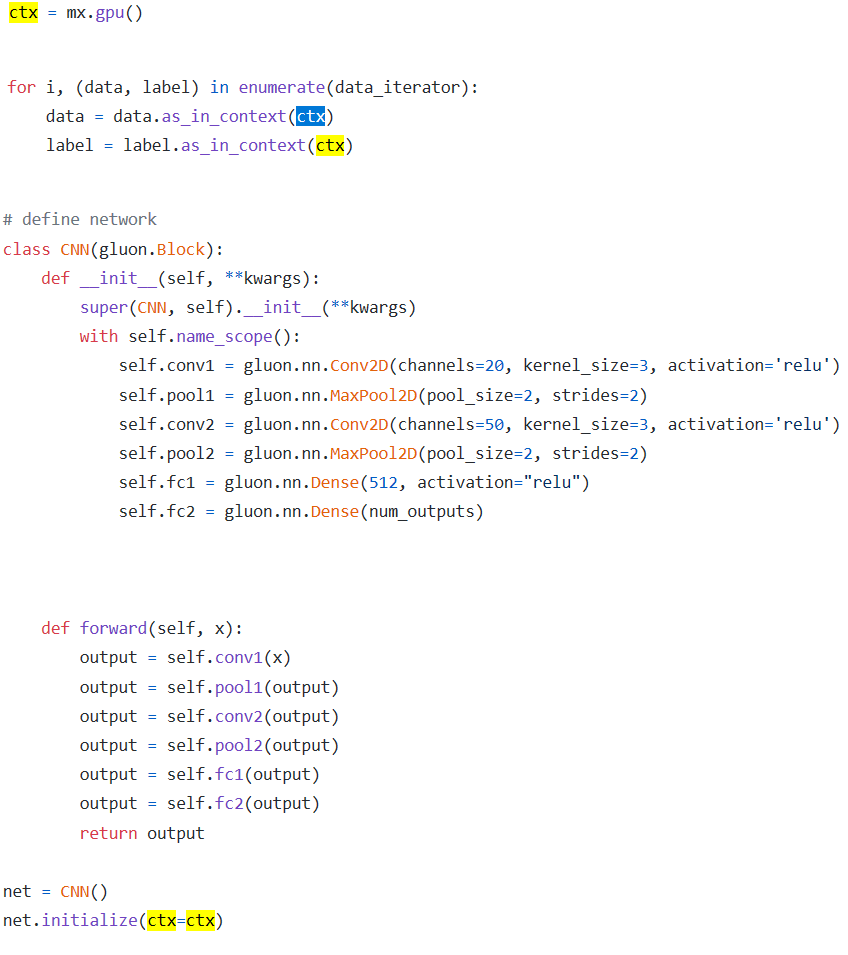 ctx = mx.gpu()
for i, (data, label) in enumerate(data_iterator):
    data = data.as_in_context(ctx)
    label = label.as_in_context(ctx)
# define network
class CNN(gluon.Block):
    def __init__(self, **kwargs):
        super(CNN, self).__init__(**kwargs)
        with self.name_scope():
            self.conv1 = gluon.nn.Conv2D(channels=20, kernel_size=3, activation='relu')
            self.pool1 = gluon.nn.MaxPool2D(pool_size=2, strides=2)
            self.conv2 = gluon.nn.Conv2D(channels=50, kernel_size=3, activation='relu')
            self.pool2 = gluon.nn.MaxPool2D(pool_size=2, strides=2)
            self.fc1 = gluon.nn.Dense(512, activation="relu")
            self.fc2 = gluon.nn.Dense(num_outputs)
    def forward(self, x):
        output = self.conv1(x)
        output = self.pool1(output)
        output = self.conv2(output)
        output = self.pool2(output)
        output = self.fc1(output)
        output = self.fc2(output)
        return output
net = CNN()
net.initialize(ctx=ctx)